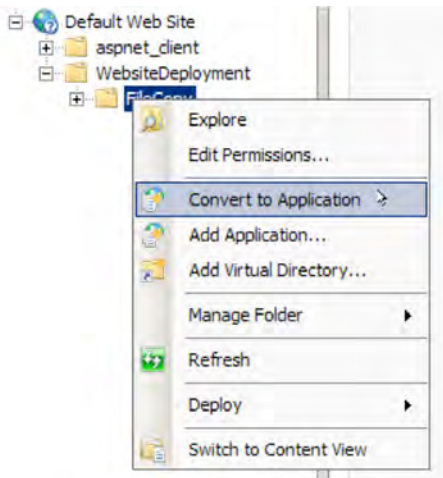 Default Web Site
aspnet_client
WebsiteDeployment
FileCopy
Explore
Edit Permissions...
Convert to Application
Add Application...
Add Virtual Directory...
Manage Folder
Refresh
Deploy
Switch to Content View